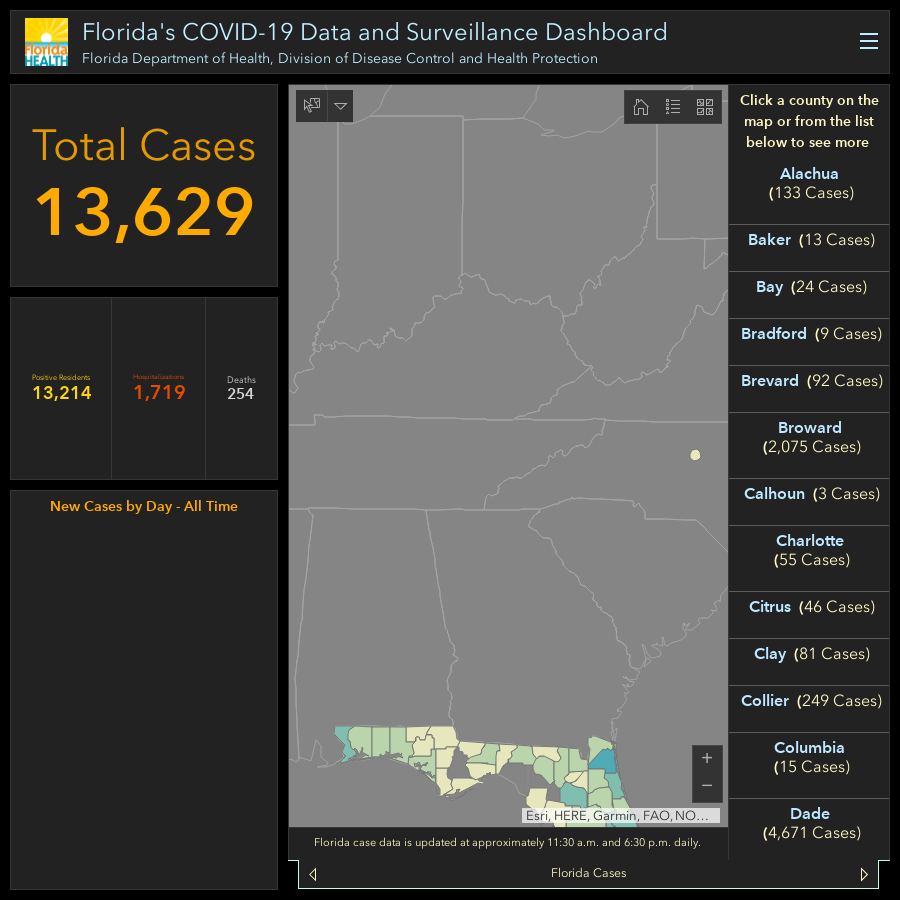 Florida's COVID-19 Data and Surveillance Dashboard
Florida Department of Health, Division of Disease Control and Health Protection
Florida
HEALTH
Total Cases
13,629
Positive Residents
13,214
Hospitalizations
1,719
Deaths
254
New Cases by Day - All Time
Esri, HERE, Garmin, FAO, NO...
Florida case data is updated at approximately 11:30 a.m. and 6:30 p.m. daily.
Florida Cases
Click a county on the
map or from the list
below to see more
Alachua
(133 Cases)
Baker (13 Cases)
Bay (24 Cases)
Bradford (9 Cases)
Brevard (92 Cases)
Broward
(2,075 Cases)
Calhoun (3 Cases)
Charlotte
(55 Cases)
Citrus (46 Cases)
Clay (81 Cases)
Collier (249 Cases)
Columbia
(15 Cases)
Dade
(4,671 Cases)